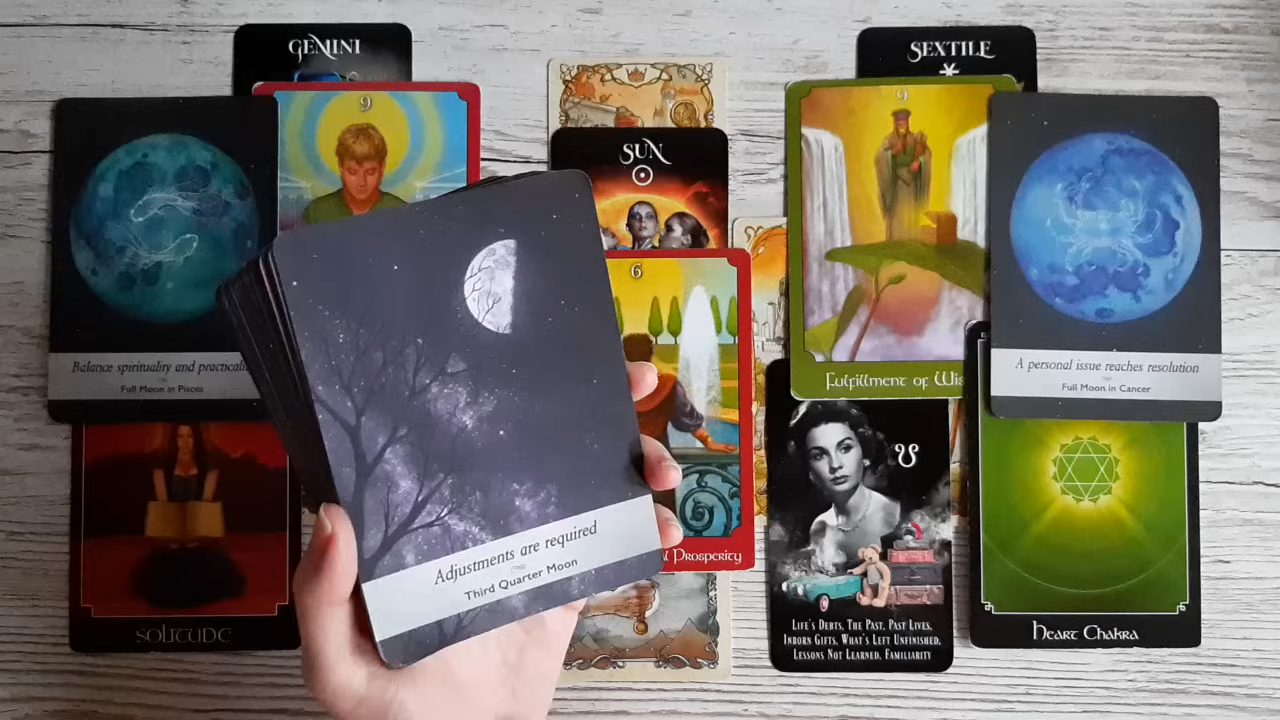 GEMINI
SEXTILE
9
9
SUN
Balance spirituality and
Full Moon in Pisces
6
Fulfillment of
A personal issue reaches resolution
Full Moon in Cancer
Adjustments are required
Third Quarter Moon
Prosperity
SOLITUDE
Life's Debts, The Past, Past Lives,
Inborn Gifts, What's Left Unfinished,
Lessons Not Learned, Familiarity
Heart Chakra